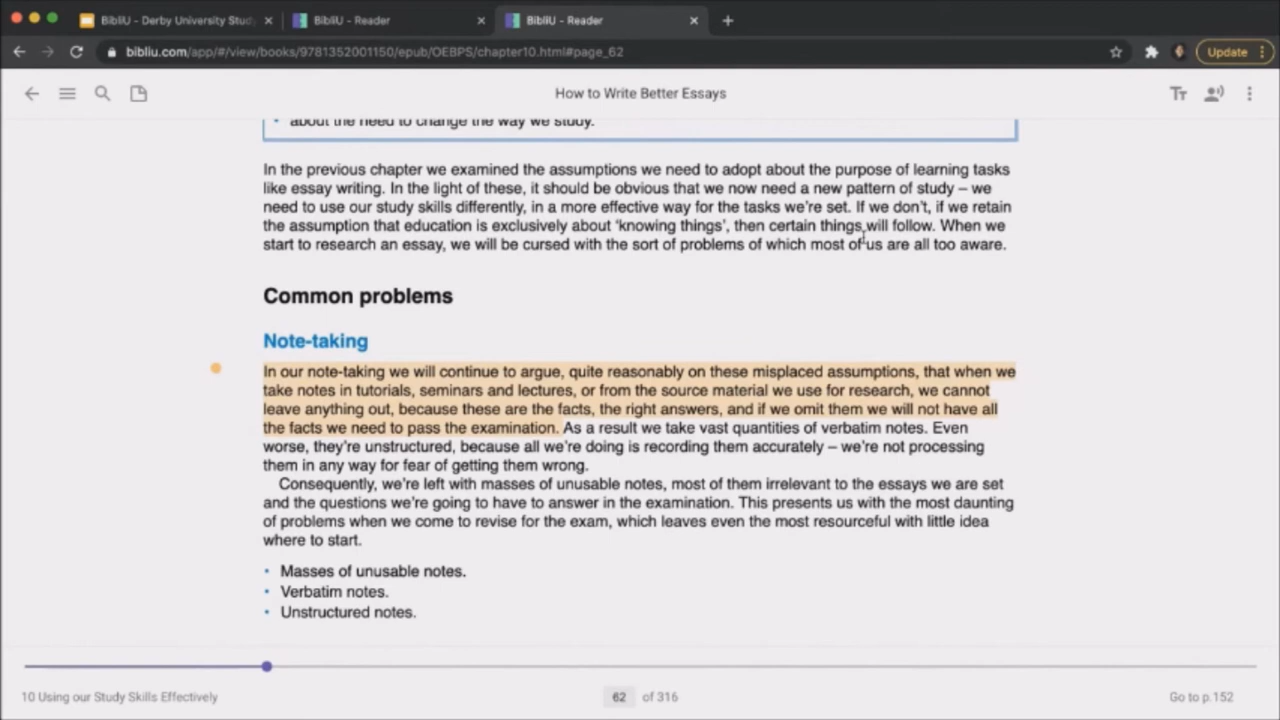 BibliU - Derby University Study
BibliU - Reader
BibliU - Reader
bibliu.com/app/#/view/books/9781352001150/epub/OEBPS/chapter10.html#page_62
Update
How to Write Better Essays
about the need to change the way we study.
In the previous chapter we examined the assumptions we need to adopt about the purpose of learning tasks
like essay writing. In the light of these, it should be obvious that we now need a new pattern of study – we
need to use our study skills differently, in a more effective way for the tasks we're set. If we don't, if we retain
the assumption that education is exclusively about 'knowing things', then certain things will follow. When we
start to research an essay, we will be cursed with the sort of problems of which most of us are all too aware.
Common problems
Note-taking
In our note-taking we will continue to argue, quite reasonably on these misplaced assumptions, that when we
take notes in tutorials, seminars and lectures, or from the source material we use for research, we cannot
leave anything out, because these are the facts, the right answers, and if we omit them we will not have all
the facts we need to pass the examination. As a result we take vast quantities of verbatim notes. Even
worse, they're unstructured, because all we're doing is recording them accurately – we're not processing
them in any way for fear of getting them wrong.
Consequently, we're left with masses of unusable notes, most of them irrelevant to the essays we are set
and the questions we're going to have to answer in the examination. This presents us with the most daunting
of problems when we come to revise for the exam, which leaves even the most resourceful with little idea
where to start.
• Masses of unusable notes.
• Verbatim notes.
• Unstructured notes.
10 Using our Study Skills Effectively
62 of 316
Go to p.152